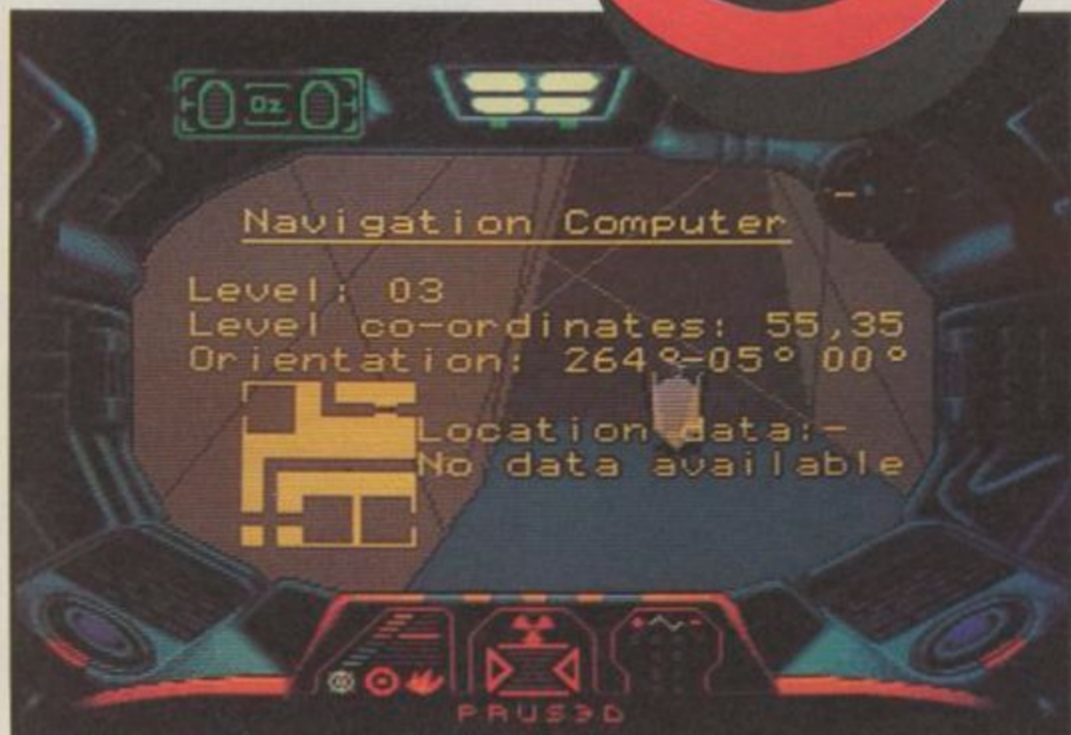 O2
Navigation Computer
Level: 03
Level co-ordinates: 55,35
Orientation: 264°-05° 00°
Location data:-
No data available
PAUS3D